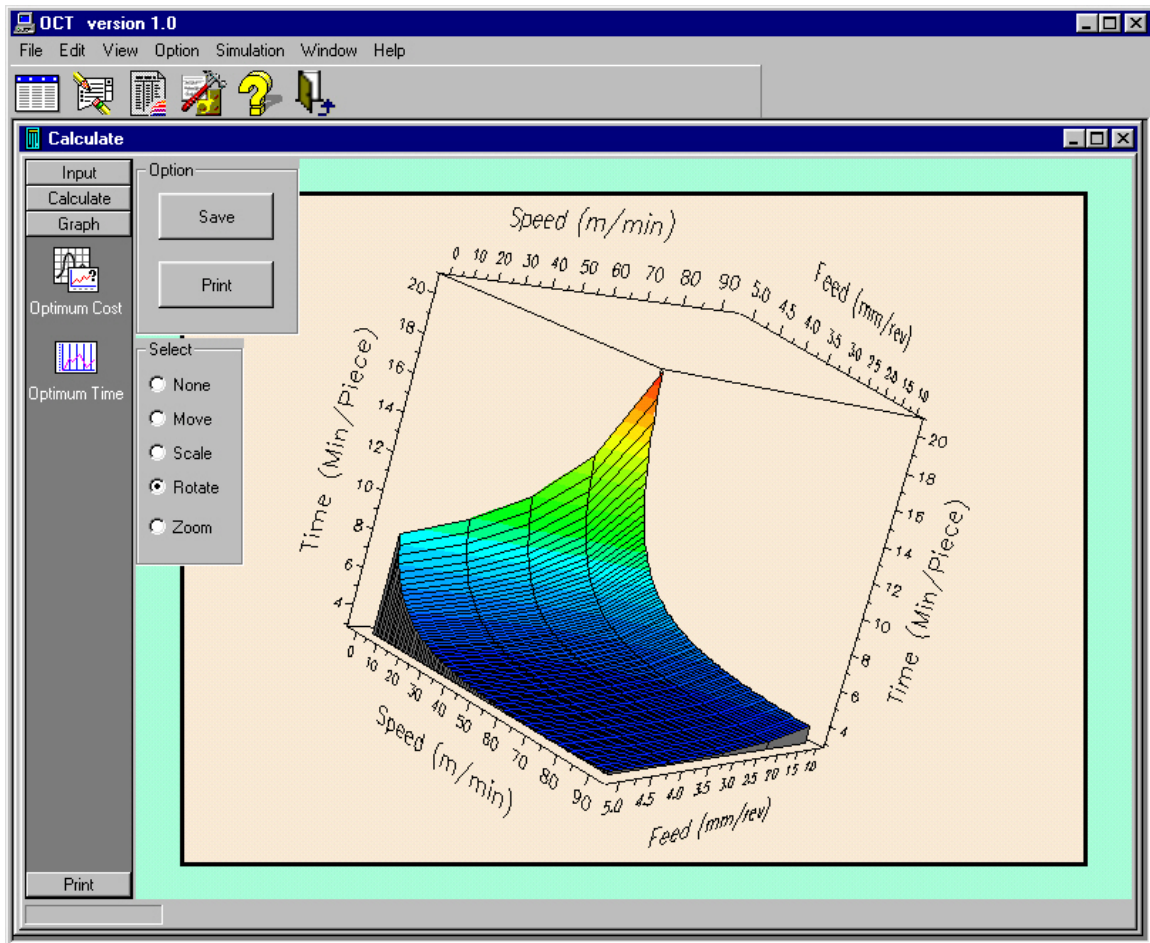 OCT version 1.0
File Edit View Option Simulation Window Help
Calculate
Input
Calculate
Graph
Optimum Cost
Optimum Time
Print
Option
Save
Print
Select
None
Move
Scale
Rotate
Zoom
Speed (m/min)
0 10 20 30 40 50 60 70 80 90
Feed (mm/rev)
5.0 4.5 4.0 3.5 3.0 2.5 2.0 1.5 1.0
Time (Min/Piece)
20
18
16
14
12
10
8
6
4
Time (Min/Piece)
20
18
16
14
12
10
8
6
4
0 10 20 30 40 50 60 70 80 90
Speed (m/min)
5.0 4.5 4.0 3.5 3.0 2.5 2.0 1.5 1.0
Feed (mm/rev)